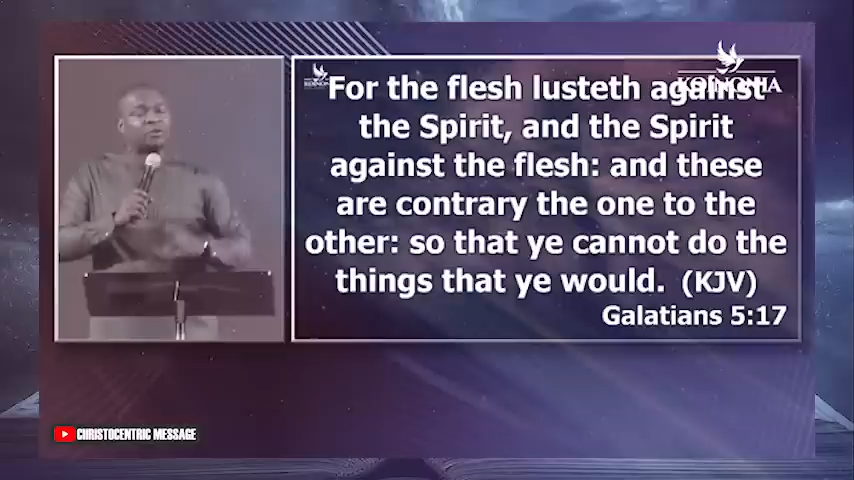 For the flesh lusteth against
the Spirit, and the Spirit
against the flesh: and these
are contrary the one to the
other: so that ye cannot do the
things that ye would. (KJV)
Galatians 5:17
KOINONIA
KOINONIA
CHRISTOCENTRIC MESSAGE